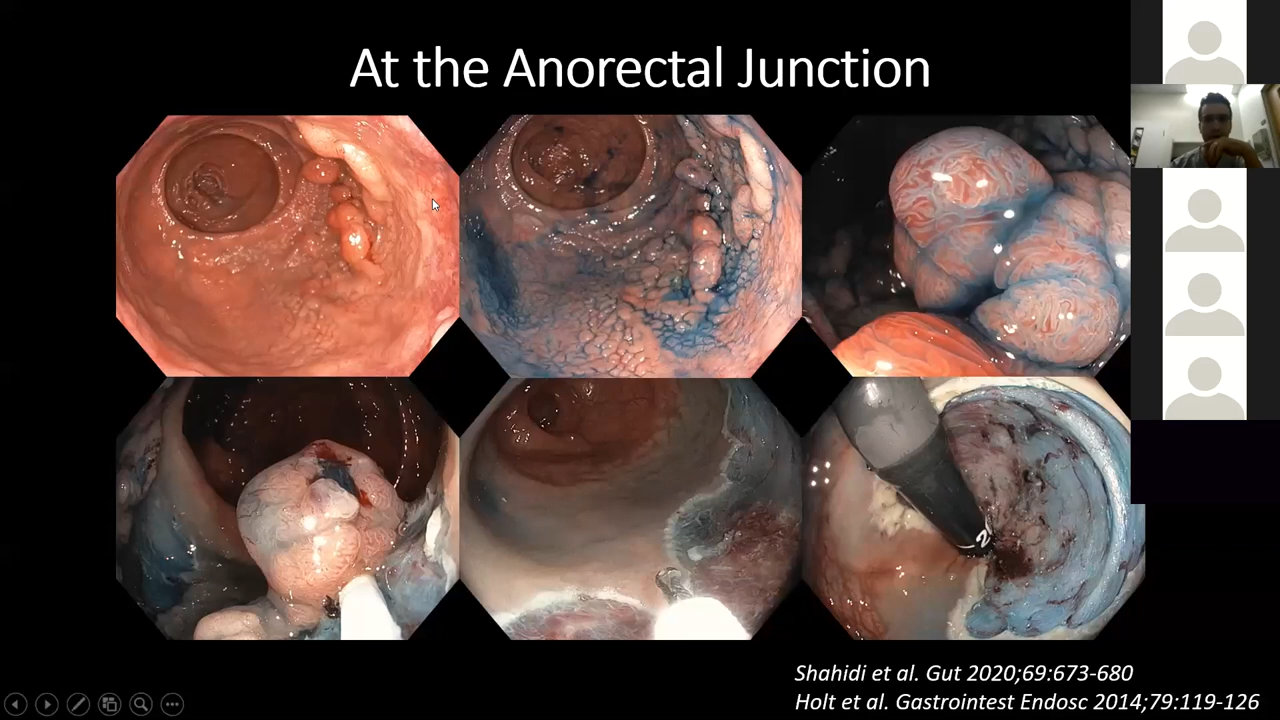 At the Anorectal Junction
Shahidi et al. Gut 2020;69:673-680
Holt et al. Gastrointest Endosc 2014;79:119-126